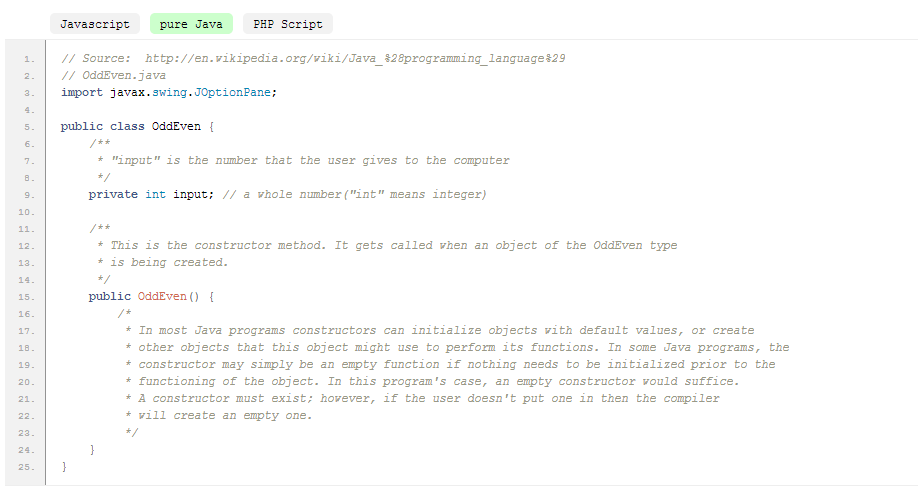 Javascript pure Java PHP Script
1. // Source:  http://en.wikipedia.org/wiki/Java_%28programming_language%29
2. // OddEven.java
3. import javax.swing.JOptionPane;
4.
5. public class OddEven {
6.     /**
7.      * "input" is the number that the user gives to the computer
8.      */
9.     private int input; // a whole number("int" means integer)
10.
11.     /**
12.      * This is the constructor method. It gets called when an object of the OddEven type
13.      * is being created.
14.      */
15.     public OddEven() {
16.         /*
17.          * In most Java programs constructors can initialize objects with default values, or create
18.          * other objects that this object might use to perform its functions. In some Java programs, the
19.          * constructor may simply be an empty function if nothing needs to be initialized prior to the
20.          * functioning of the object. In this program's case, an empty constructor would suffice.
21.          * A constructor must exist; however, if the user doesn't put one in then the compiler
22.          * will create an empty one.
23.          */
24.     }
25. }